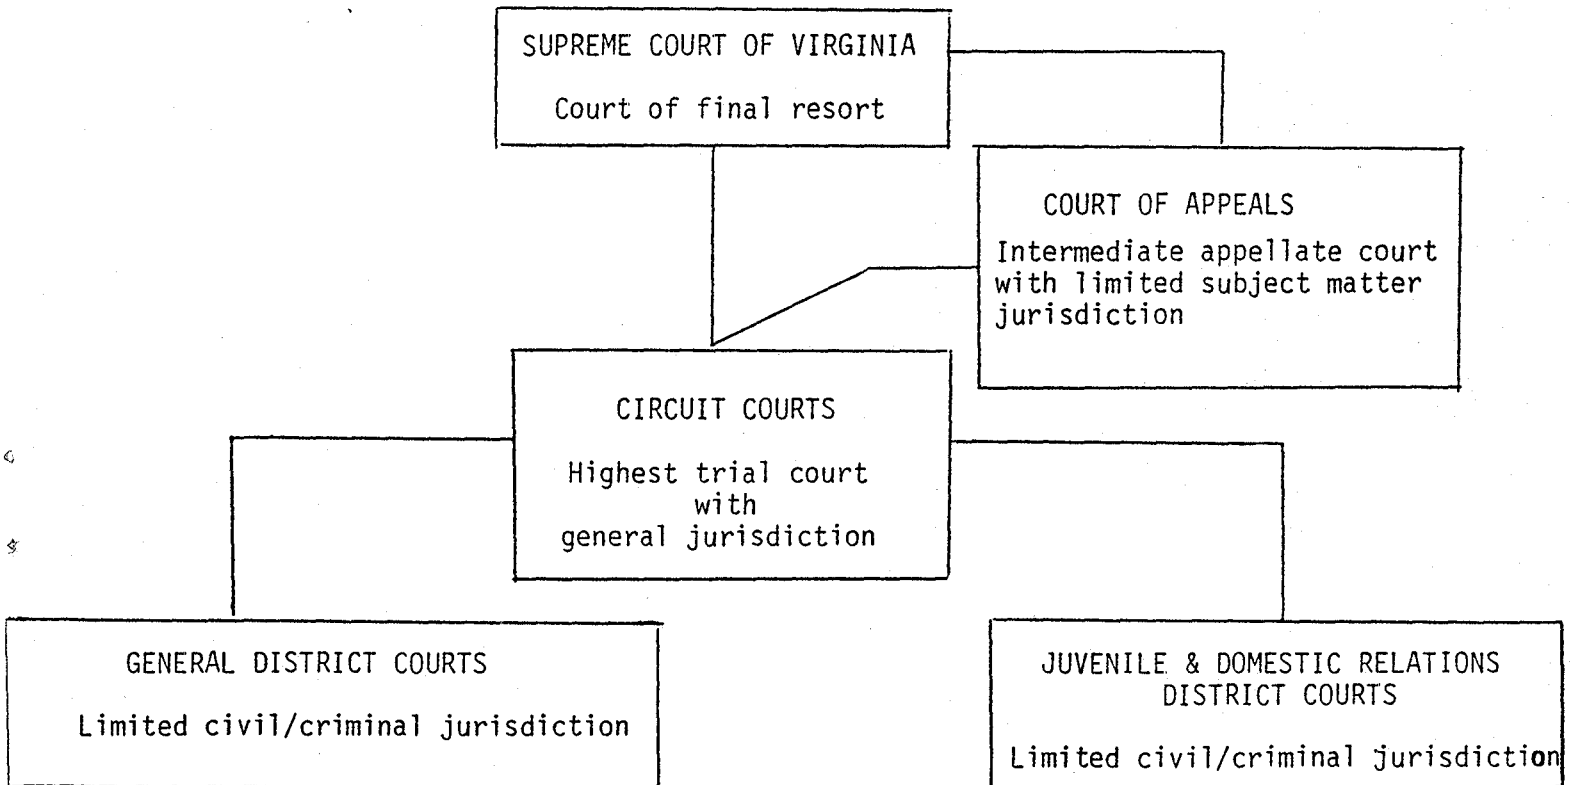 SUPREME COURT OF VIRGINIA
Court of final resort
COURT OF APPEALS
Intermediate appellate court
with limited subject matter
jurisdiction
CIRCUIT COURTS
Highest trial court
with
general jurisdiction
GENERAL DISTRICT COURTS
Limited civil/criminal jurisdiction
JUVENILE & DOMESTIC RELATIONS
DISTRICT COURTS
Limited civil/criminal jurisdiction